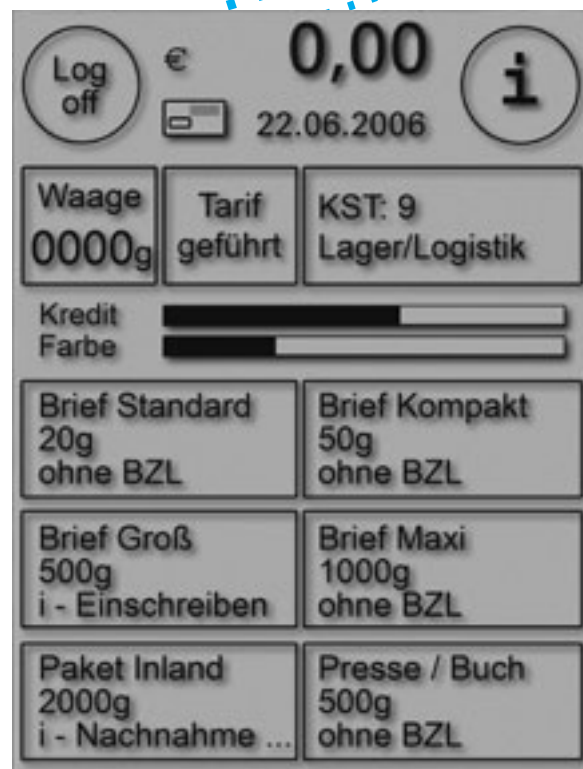 Log
off
€ 0,00
22.06.2006
i
Waage
0000g
Tarif
geführt
KST: 9
Lager/Logistik
Kredit
Farbe
Brief Standard
20g
ohne BZL
Brief Kompakt
50g
ohne BZL
Brief Groß
500g
i - Einschreiben
Brief Maxi
1000g
ohne BZL
Paket Inland
2000g
i - Nachnahme ...
Presse / Buch
500g
ohne BZL